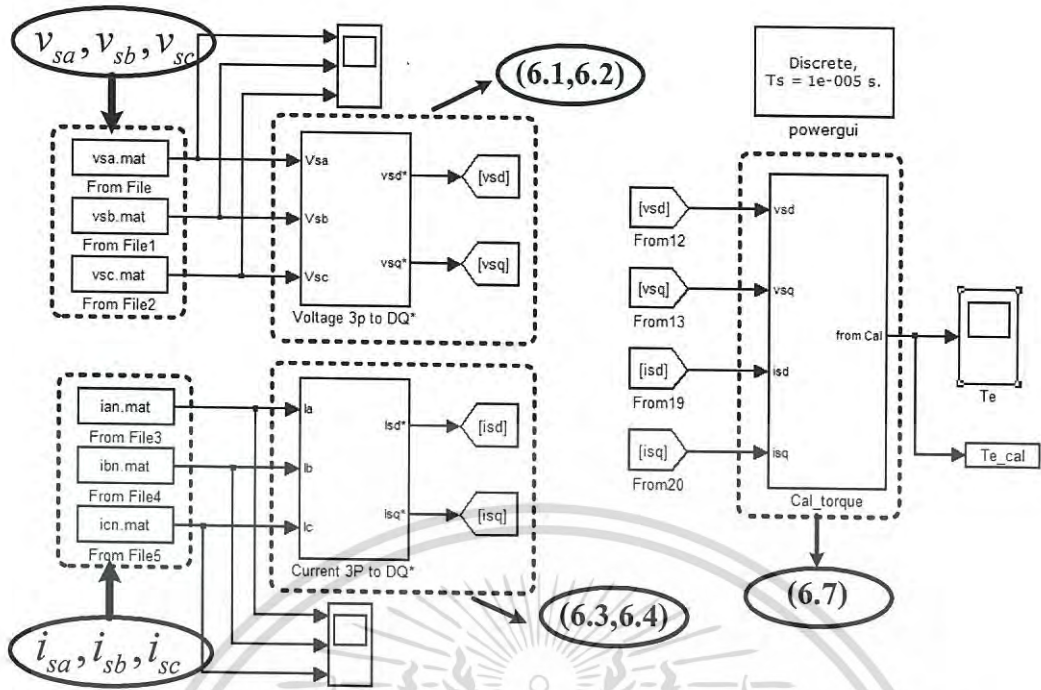 v_sa, v_sb, v_sc
vsa.mat
From File
vsb.mat
From File1
vsc.mat
From File2
Vsa
Vsb
Vsc
vsd*
vsq*
Voltage 3p to DQ*
[vsd]
[vsq]
(6.1,6.2)
ian.mat
From File3
ibn.mat
From File4
icn.mat
From File5
i_sa, i_sb, i_sc
Ia
Ib
Ic
isd*
isq*
Current 3P to DQ*
[isd]
[isq]
(6.3,6.4)
Discrete,
Ts = 1e-005 s.
powergui
[vsd]
From12
[vsq]
From13
[isd]
From19
[isq]
From20
vsd
vsq
isd
isq
from Cal
Cal_torque
(6.7)
Te
Te_cal